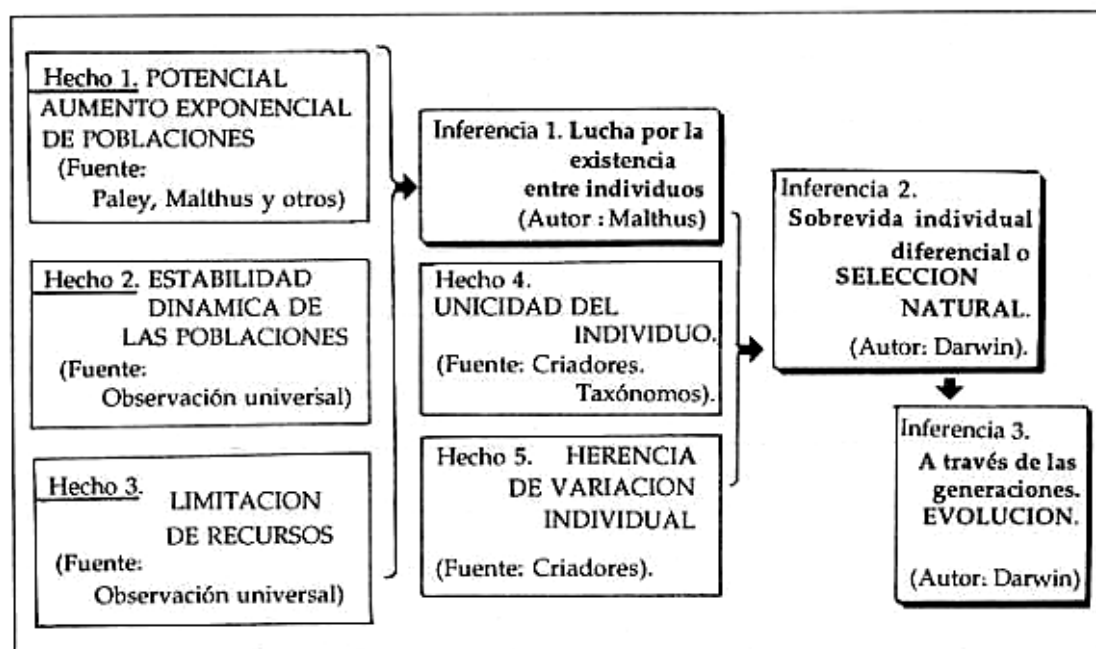 Hecho 1. POTENCIAL
AUMENTO EXPONENCIAL
DE POBLACIONES
(Fuente:
Paley, Malthus y otros)
Hecho 2. ESTABILIDAD
DINAMICA DE
LAS POBLACIONES
(Fuente:
Observación universal)
Hecho 3.
LIMITACION
DE RECURSOS
(Fuente:
Observación universal)
Inferencia 1. Lucha por la
existencia
entre individuos
(Autor : Malthus)
Hecho 4.
UNICIDAD DEL
INDIVIDUO.
(Fuente: Criadores.
Taxónomos).
Hecho 5. HERENCIA
DE VARIACION
INDIVIDUAL
(Fuente: Criadores).
Inferencia 2.
Sobrevida individual
diferencial o
SELECCION
NATURAL.
(Autor: Darwin).
Inferencia 3.
A través de las
generaciones.
EVOLUCION.
(Autor: Darwin)